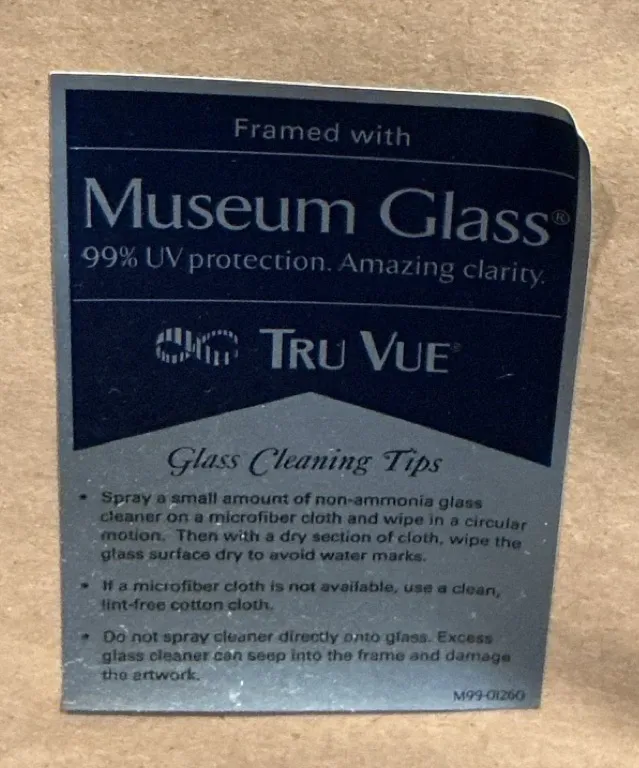 Framed with
Museum Glass®
99% UV protection. Amazing clarity.
TRU VUE®
Glass Cleaning Tips
• Spray a small amount of non-ammonia glass
cleaner on a microfiber cloth and wipe in a circular
motion. Then with a dry section of cloth, wipe the
glass surface dry to avoid water marks.
• If a microfiber cloth is not available, use a clean,
lint-free cotton cloth.
• Do not spray cleaner directly onto glass. Excess
glass cleaner can seep into the frame and damage
the artwork.
M99-01260